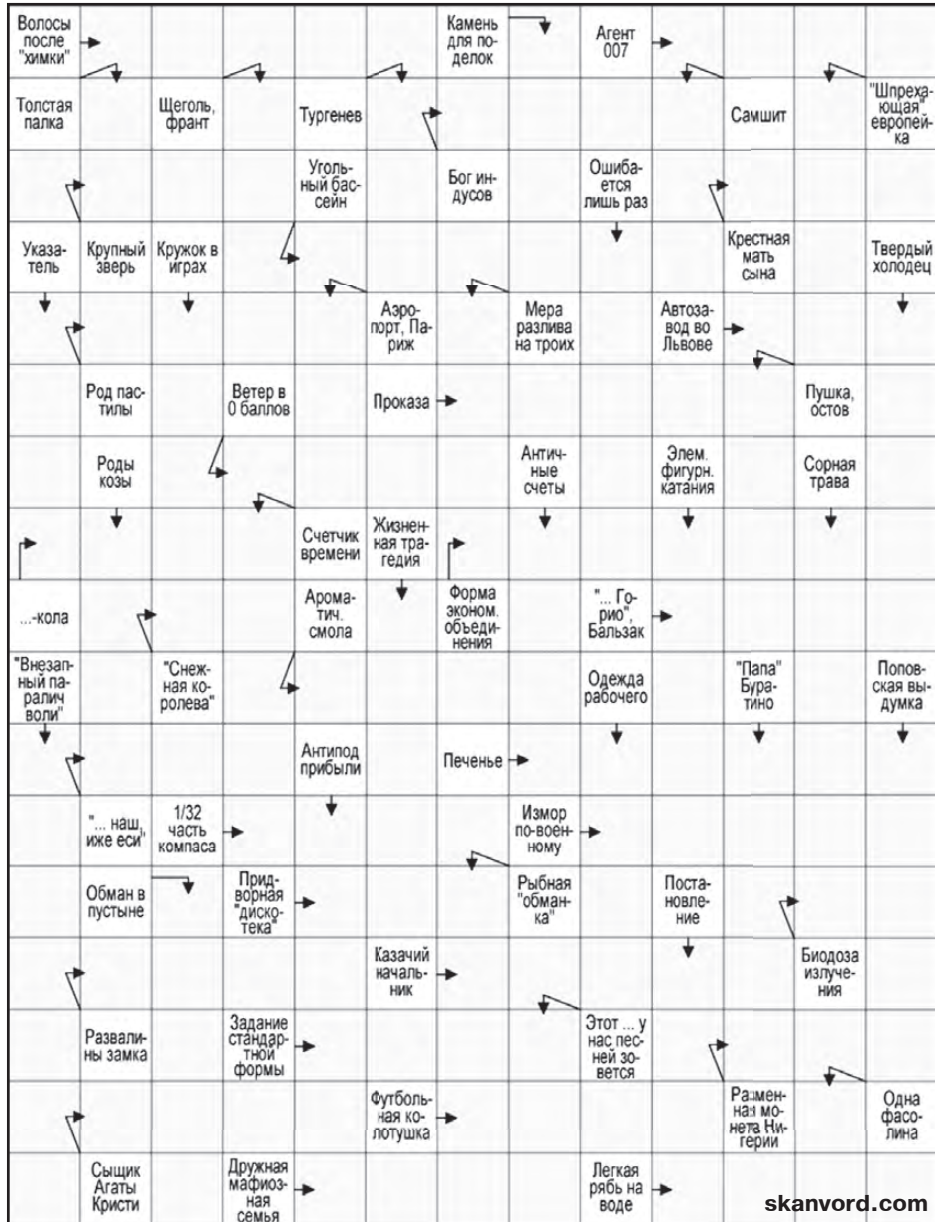 Волосы
после
"химки"
Камень
для по-
делок
Агент
007
Толстая
палка
Щеголь,
франт
Тургенев
Самшит
"Шпреха-
ющая"
европей-
ка
Уголь-
ный бас-
сейн
Бог ин-
дусов
Ошиба-
ется
лишь раз
Указа-
тель
Крупный
зверь
Кружок в
играх
Крестная
мать
сына
Твердый
холодец
Аэро-
порт, Па-
риж
Мера
разлива
на троих
Автоза-
вод во
Львове
Род пас-
тилы
Ветер в
0 баллов
Проказа
Пушка,
остов
Роды
козы
Антич-
ные
счеты
Элем.
фигурн.
катания
Сорная
трава
Счетчик
времени
Жизнен-
ная тра-
гедия
...-кола
Арома-
тич.
смола
Форма
эконом.
объеди-
нения
"... Го-
рио",
Бальзак
"Внезап-
ный па-
ралич
воли"
"Снеж-
ная ко-
ролева"
Одежда
рабочего
"Папа"
Бура-
тино
Попов-
ская вы-
думка
Антипод
прибыли
Печенье
"... наш,
иже еси"
1/32
часть
компаса
Измор
по-воен-
ному
Обман в
пустыне
Прид-
ворная
"диско-
тека"
Рыбная
"обман-
ка"
Поста-
новле-
ние
Казачий
началь-
ник
Биодоза
излуче-
ния
Развали-
ны замка
Задание
стандар-
тной
формы
Этот ... у
нас пес-
ней зо-
вется
Футболь-
ная ко-
лотушка
Размен-
ная мо-
нета Ни-
герии
Одна
фасо-
лина
Сыщик
Агаты
Кристи
Дружная
мафиоз-
ная
семья
Легкая
рябь на
воде
skanvord.com